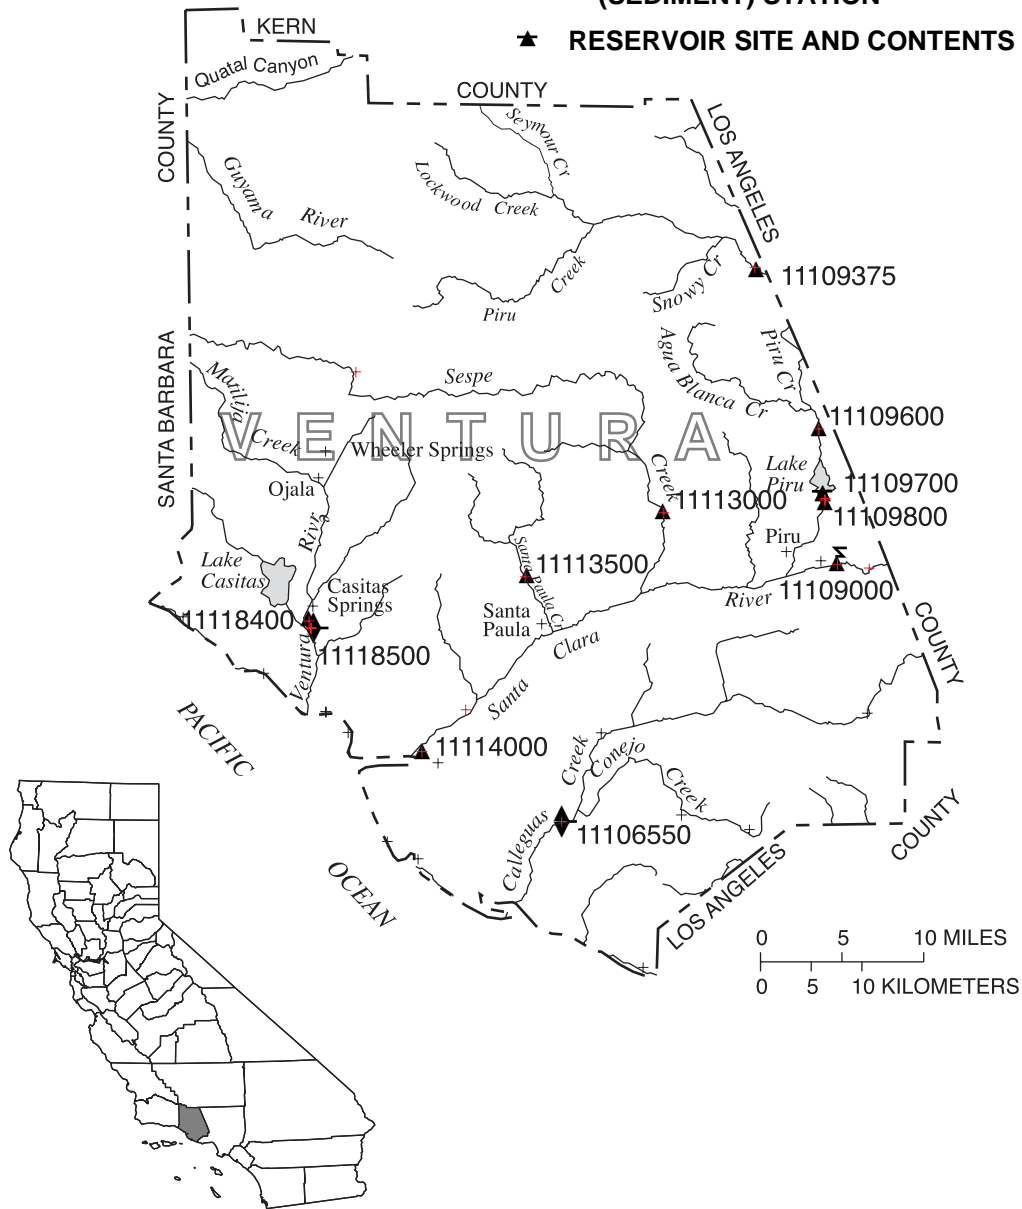 (SEDIMENT) STATION
RESERVOIR SITE AND CONTENTS
KERN
COUNTY
Quatal Canyon
COUNTY
LOS ANGELES
Seymour Cr
Guyama River
Lockwood Creek
Piru Creek
Snowy Cr
11109375
SANTA BARBARA
Matilija
Creek
Sespe
Creek
Agua Blanca Cr
Piru Cr
11109600
VENTURA
Wheeler Springs
Ojala
Lake
Piru
11109700
11109800
11113000
Rivr
Piru
M
11109000
Lake
Casitas
Casitas
Springs
Santa Paula Cr
11113500
Santa
Paula
River
11118400
11118500
Ventura
Clara
Santa
COUNTY
PACIFIC
11114000
Creek
Conejo
Creek
Calleguas
11106550
OCEAN
LOS ANGELES
COUNTY
0 5 10 MILES
0 5 10 KILOMETERS